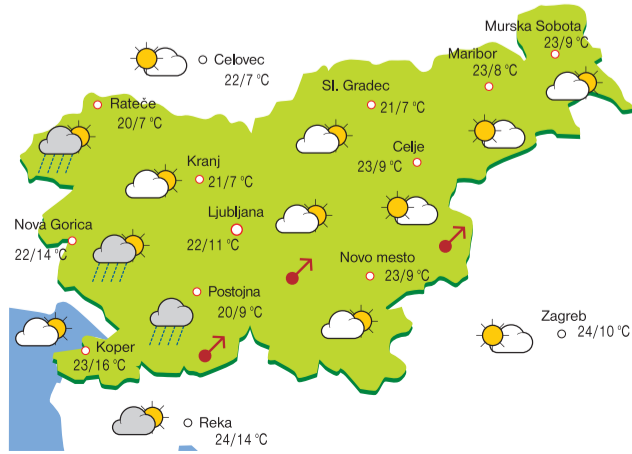 Murska Sobota
23/9 °C
Maribor
23/8 °C
Celovec
22/7 °C
Sl. Gradec
21/7 °C
Rateče
20/7 °C
Celje
23/9 °C
Kranj
21/7 °C
Ljubljana
22/11 °C
Nová Gorica
22/14 °C
Novo mesto
23/9 °C
Postojna
20/9 °C
Zagreb
24/10 °C
Koper
23/16 °C
Reka
24/14 °C